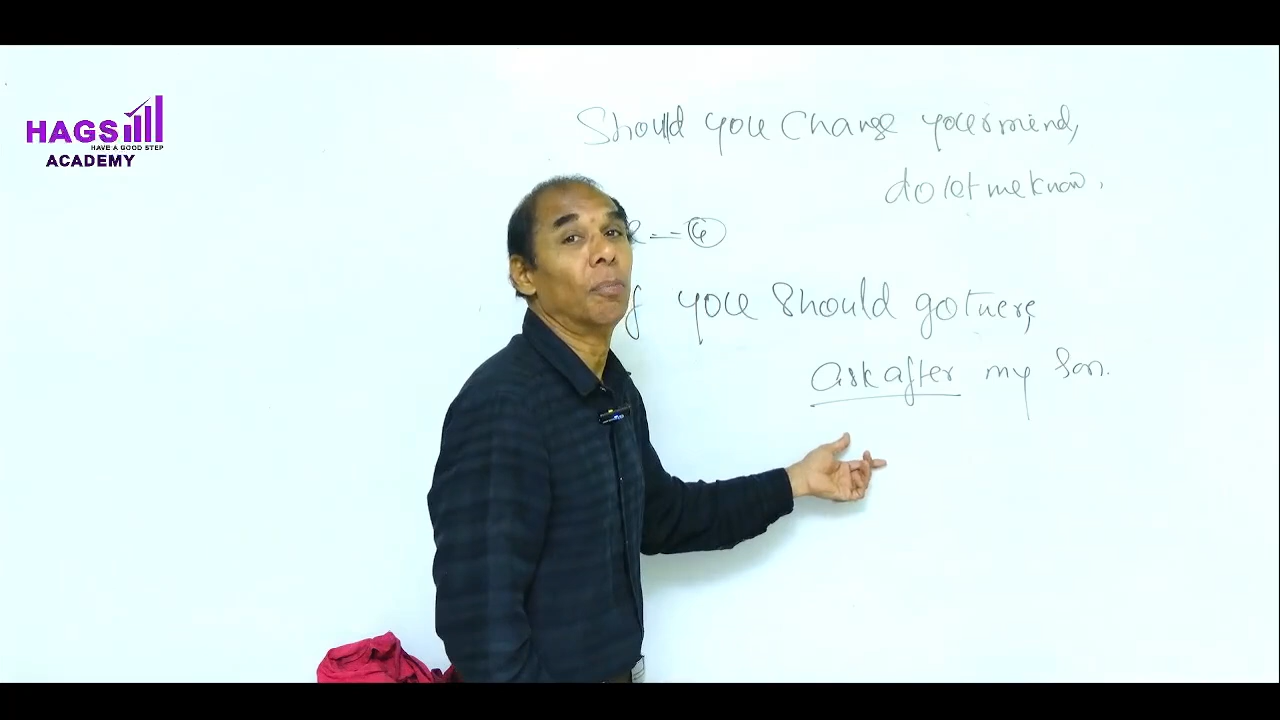 HAGS
HAVE A GOOD STEP
ACADEMY
Should you change your mind,
do let me know.
you should go there,
ask after my son.